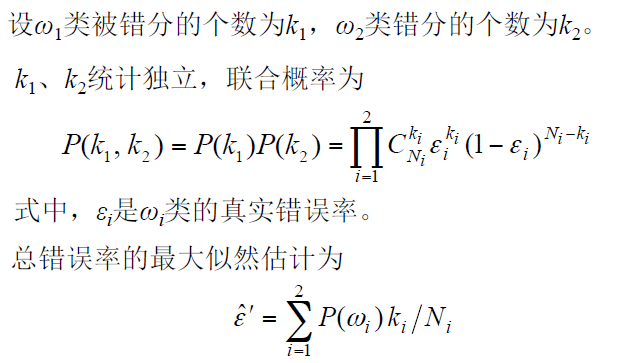 设ω₁类被错分的个数为k₁，ω₂类错分的个数为k₂。
k₁、k₂统计独立，联合概率为
P(k₁, k₂) = P(k₁)P(k₂) = ∏_{i=1}^{2} C_{N_i}^{k_i} ε_i^{k_i} (1 − ε_i)^{N_i−k_i}
式中，ε_i是ω_i类的真实错误率。
总错误率的最大似然估计为
ε̂′ = ∑_{i=1}^{2} P(ω_i) k_i / N_i